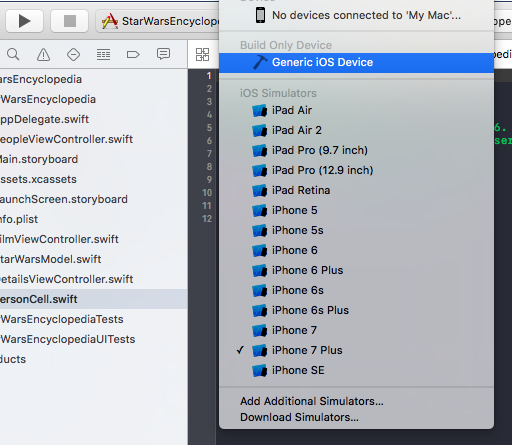 StarWarsEncyclope
No devices connected to 'My Mac'...
Build Only Device
Generic iOS Device
iOS Simulators
iPad Air
iPad Air 2
iPad Pro (9.7 inch)
iPad Pro (12.9 inch)
iPad Retina
iPhone 5
iPhone 5s
iPhone 6
iPhone 6 Plus
iPhone 6s
iPhone 6s Plus
iPhone 7
✓ iPhone 7 Plus
iPhone SE
Add Additional Simulators...
Download Simulators...
arsEncyclopedia
WarsEncyclopedia
ppDelegate.swift
eopleViewController.swift
Main.storyboard
ssets.xcassets
aunchScreen.storyboard
nfo.plist
ilmViewController.swift
tarWarsModel.swift
etailsViewController.swift
ersonCell.swift
WarsEncyclopediaTests
WarsEncyclopediaUITests
ducts
1
2
3
4
5
6
7
8
9
10
11
12
6.
ser